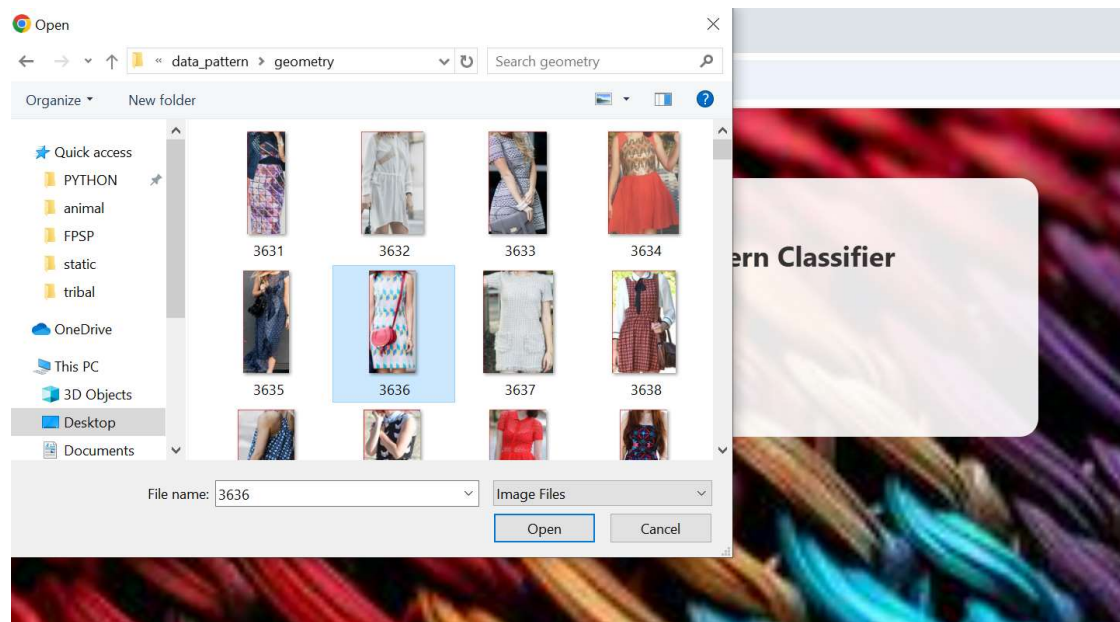 Open
« data_pattern > geometry
Search geometry
Organize
New folder
Quick access
PYTHON
animal
FPSP
static
tribal
OneDrive
This PC
3D Objects
Desktop
Documents
3631
3632
3633
3634
3635
3636
3637
3638
ern Classifier
File name: 3636
Image Files
Open
Cancel